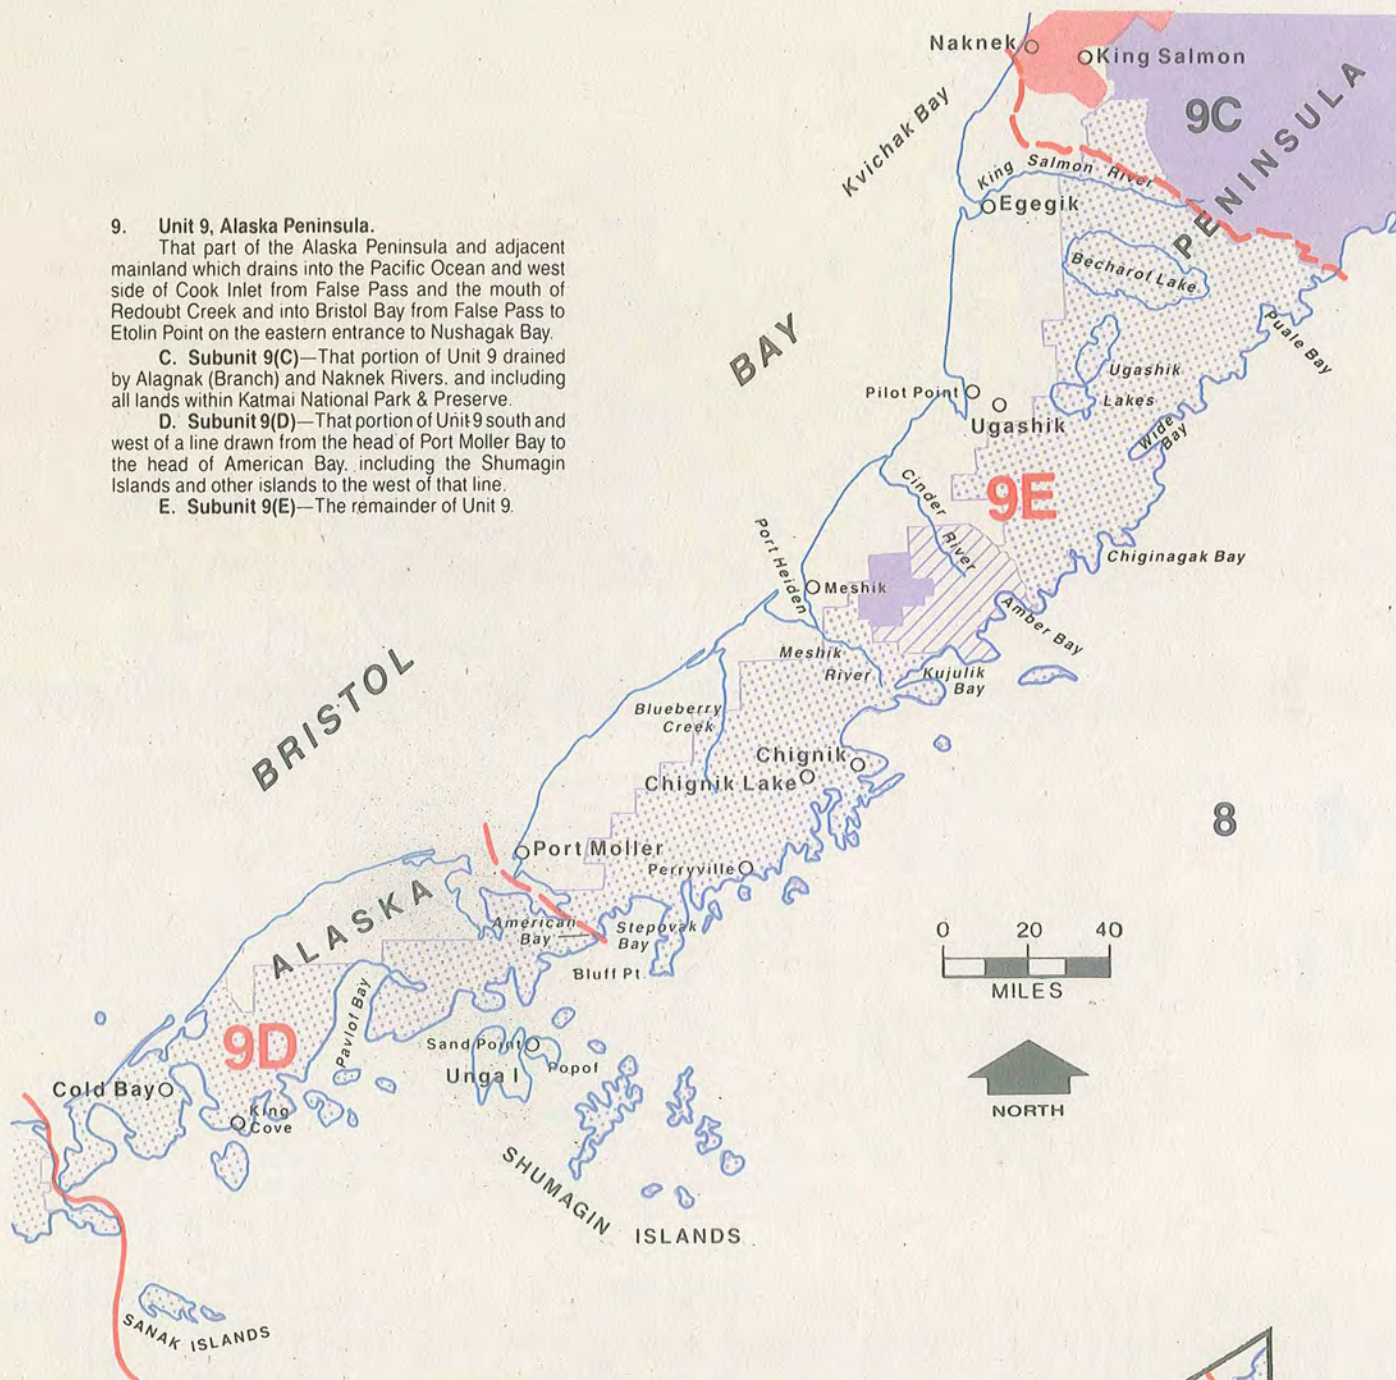 Naknek
King Salmon
9C
PENINSULA
Kvichak Bay
King Salmon River
Egegik
9. Unit 9, Alaska Peninsula.
That part of the Alaska Peninsula and adjacent
mainland which drains into the Pacific Ocean and west
side of Cook Inlet from False Pass and the mouth of
Redoubt Creek and into Bristol Bay from False Pass to
Etolin Point on the eastern entrance to Nushagak Bay.
C. Subunit 9(C)—That portion of Unit 9 drained
by Alagnak (Branch) and Naknek Rivers. and including
all lands within Katmai National Park & Preserve.
D. Subunit 9(D)—That portion of Unit 9 south and
west of a line drawn from the head of Port Moller Bay to
the head of American Bay. including the Shumagin
Islands and other islands to the west of that line.
E. Subunit 9(E)—The remainder of Unit 9.
Becharof Lake
Puale Bay
BAY
Ugashik
Lakes
Pilot Point
Ugashik
Wide
Bay
Cinder
River
9E
Port Heiden
Chiginagak Bay
Meshik
Amber Bay
Meshik
River
Kujulik
Bay
BRISTOL
Blueberry
Creek
Chignik
Chignik Lake
8
Port Moller
Perryville
ALASKA
American
Bay
Stepovak
Bay
Bluff Pt.
0 20 40
MILES
Pavlof Bay
9D
Sand Point
Unga I
Popof
Cold Bay
King
Cove
NORTH
SHUMAGIN
ISLANDS
SANAK ISLANDS